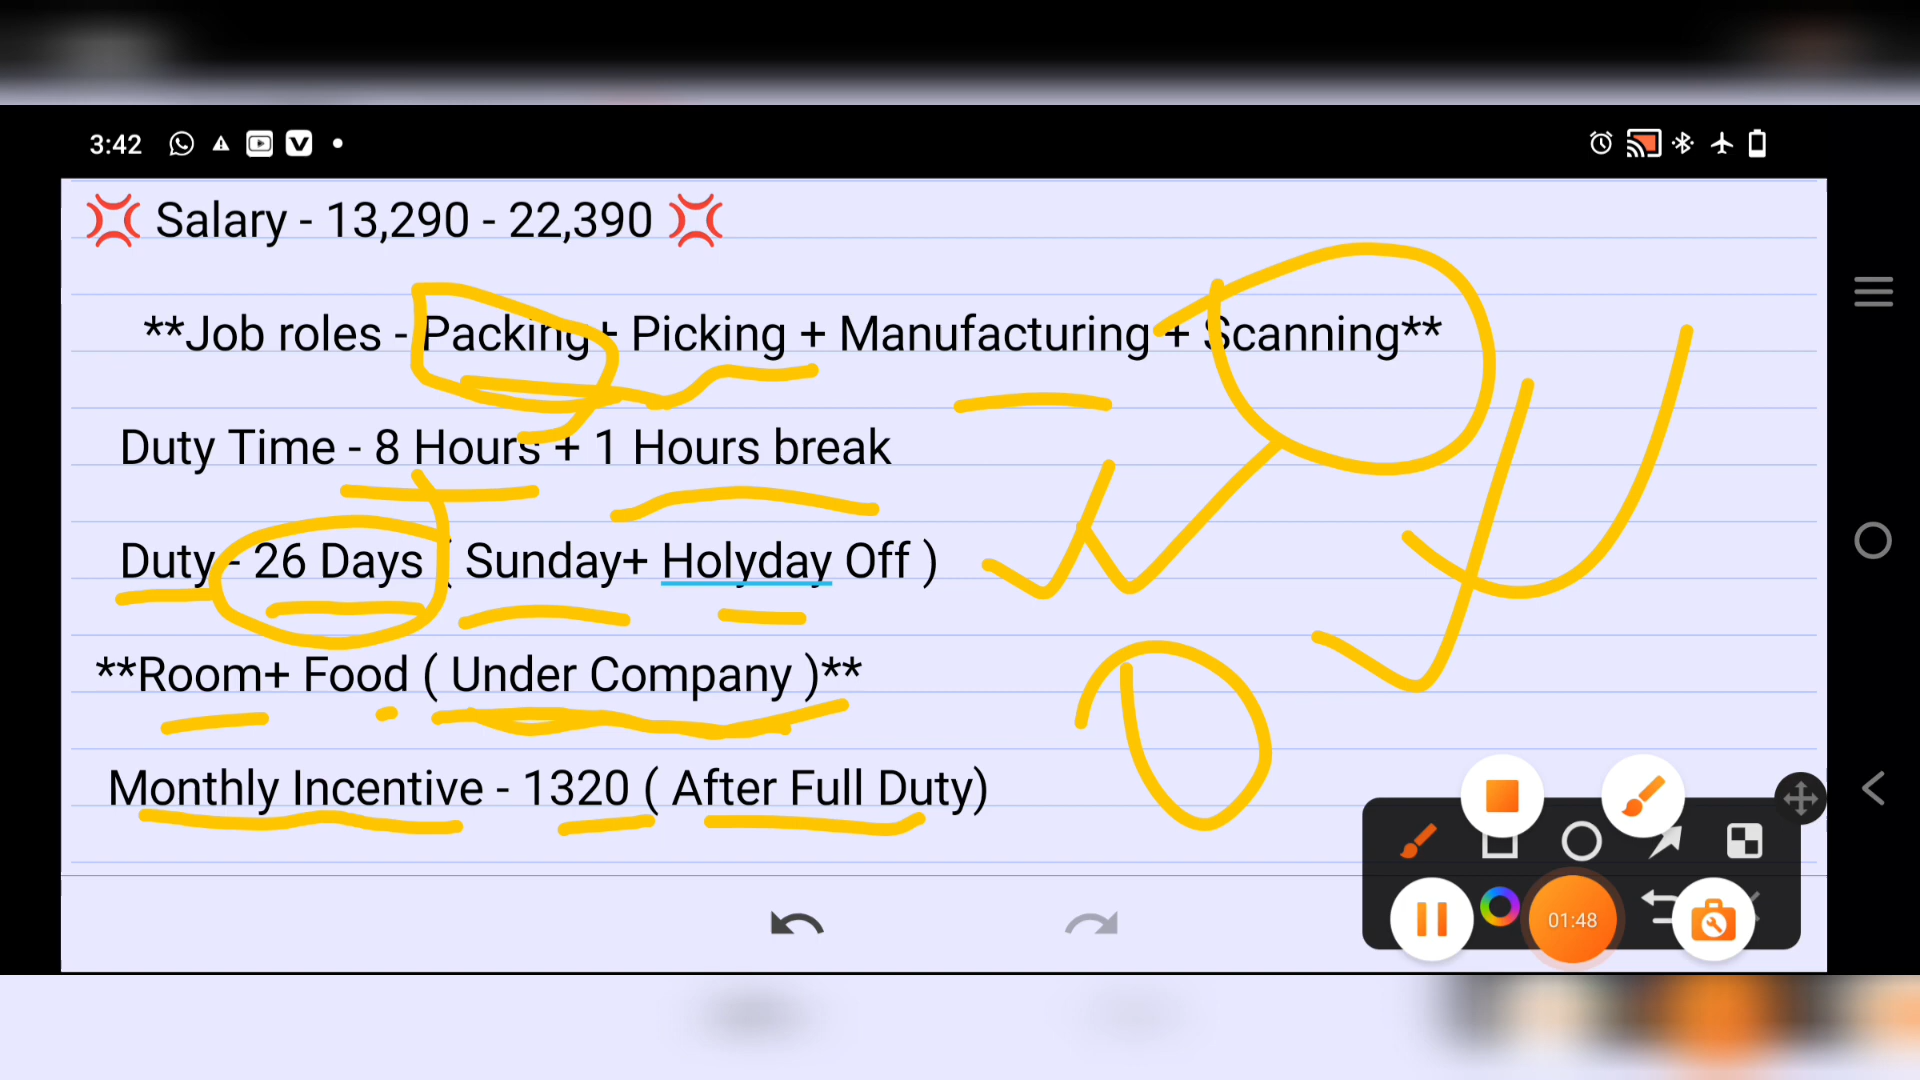 3:42
Salary - 13,290 - 22,390
**Job roles - Packing+ Picking + Manufacturing + Scanning**
Duty Time - 8 Hours + 1 Hours break
Duty - 26 Days ( Sunday+ Holyday Off )
**Room+ Food ( Under Company )**
Monthly Incentive - 1320 ( After Full Duty)
01:48